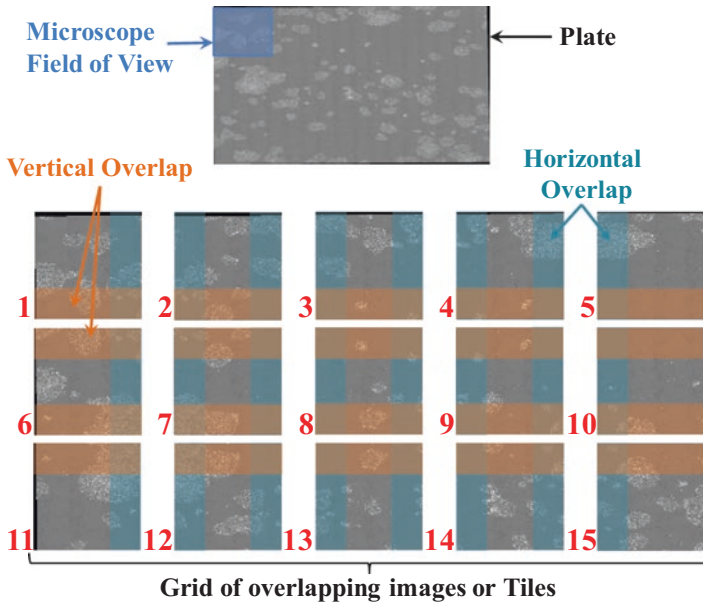 Microscope
Field of View
Plate
Vertical Overlap
Horizontal
Overlap
1 2 3 4 5
6 7 8 9 10
11 12 13 14 15
Grid of overlapping images or Tiles